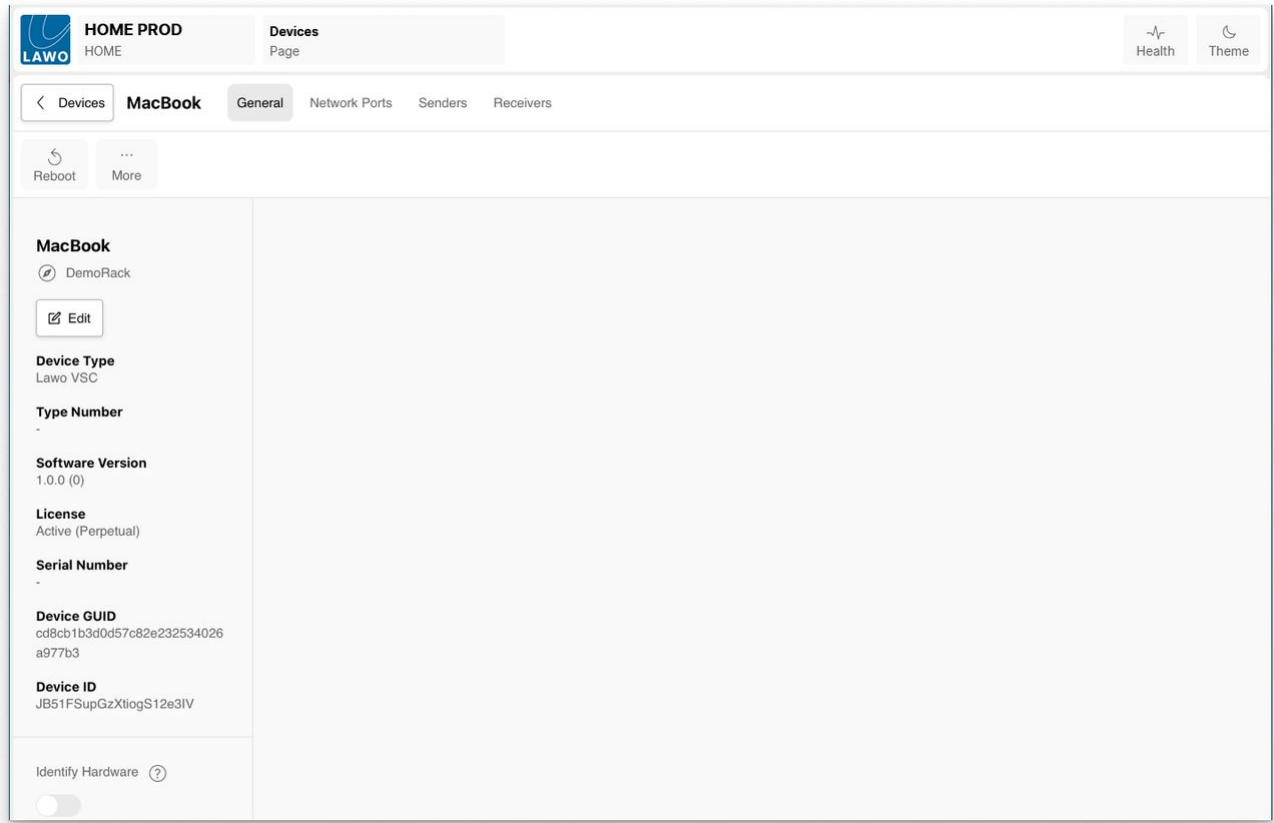 LAWO
HOME PROD
HOME
Devices
Page
Health
Theme
Devices
MacBook
General
Network Ports
Senders
Receivers
Reboot
...
More
MacBook
DemoRack
Edit
Device Type
Lawo VSC
Type Number
-
Software Version
1.0.0 (0)
License
Active (Perpetual)
Serial Number
-
Device GUID
cd8cb1b3d0d57c82e232534026
a977b3
Device ID
JB51FSupGzXtiogS12e3IV
Identify Hardware ?